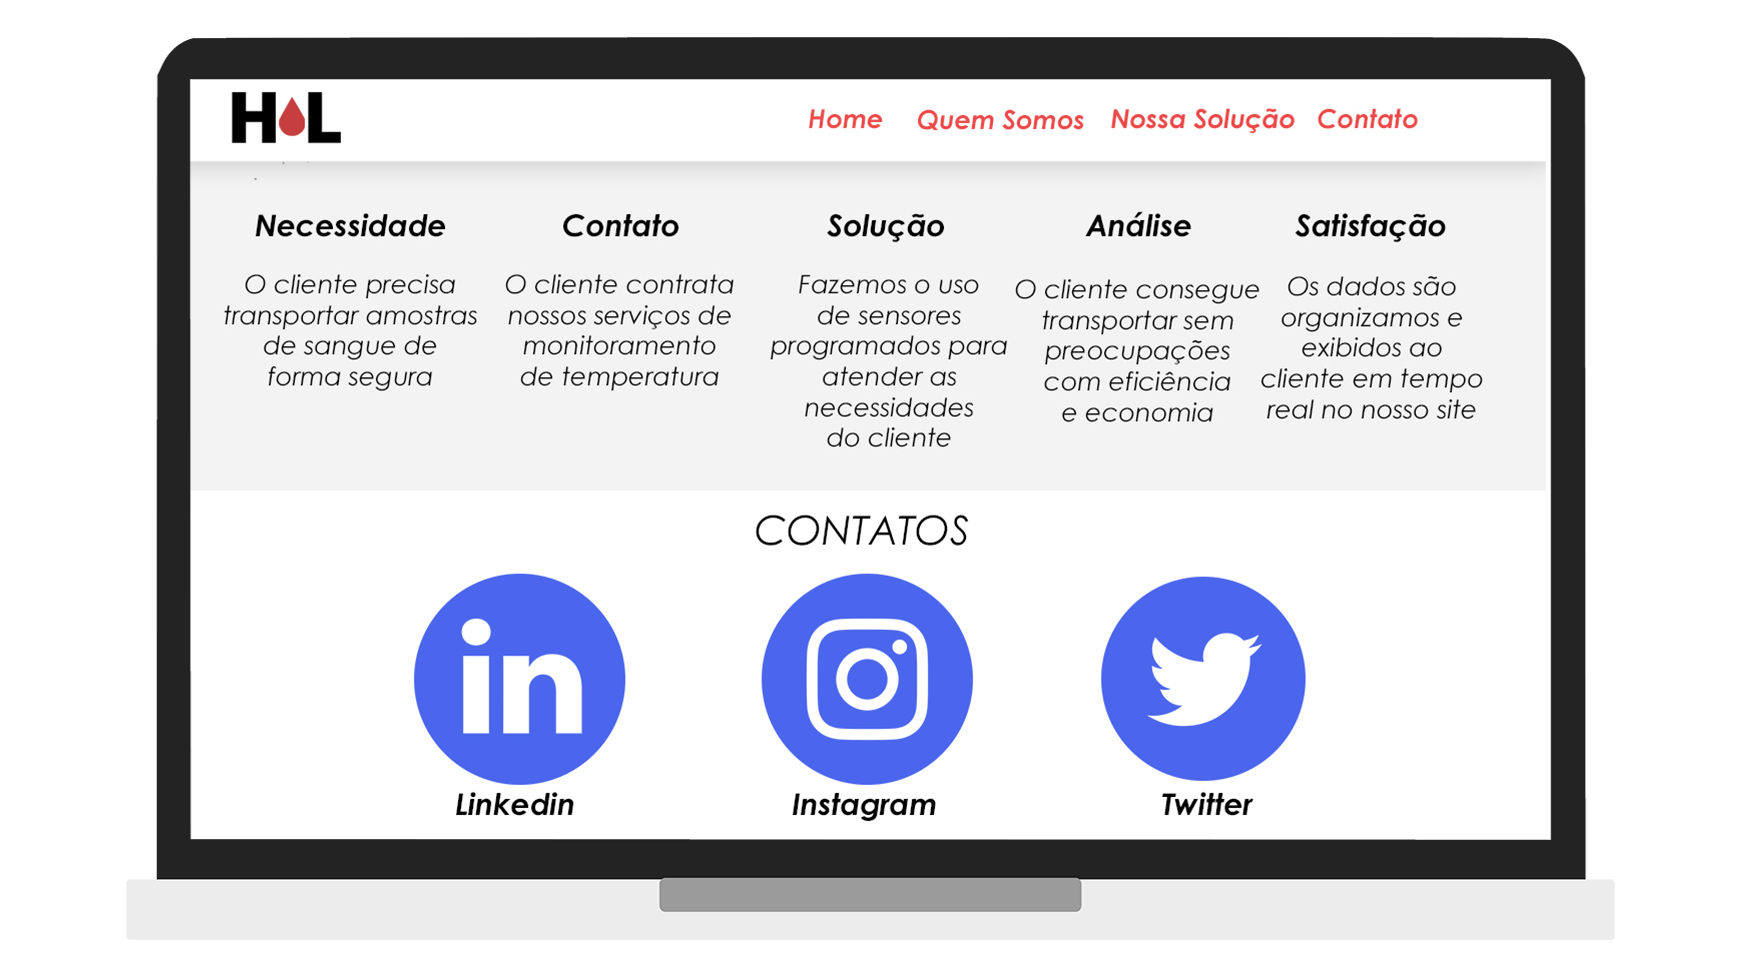 HL
Home Quem Somos Nossa Solução Contato
Necessidade
O cliente precisa
transportar amostras
de sangue de
forma segura
Contato
O cliente contrata
nossos serviços de
monitoramento
de temperatura
Solução
Fazemos o uso
de sensores
programados para
atender as
necessidades
do cliente
Análise
O cliente consegue
transportar sem
preocupações
com eficiência
e economia
Satisfação
Os dados são
organizamos e
exibidos ao
cliente em tempo
real no nosso site
CONTATOS
in
Linkedin
Instagram
Twitter